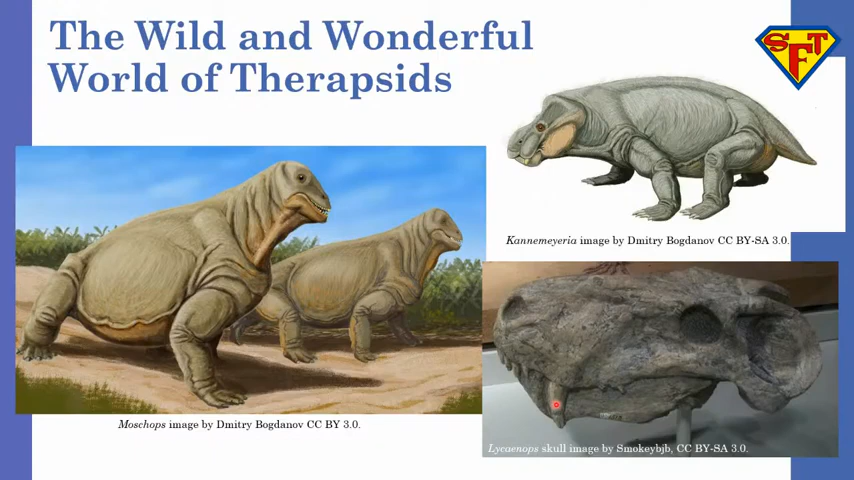 The Wild and Wonderful
World of Therapsids
SFT
Kannemeyeria image by Dmitry Bogdanov CC BY-SA 3.0.
Moschops image by Dmitry Bogdanov CC BY 3.0.
Lycaenops skull image by Smokeybjb, CC BY-SA 3.0.